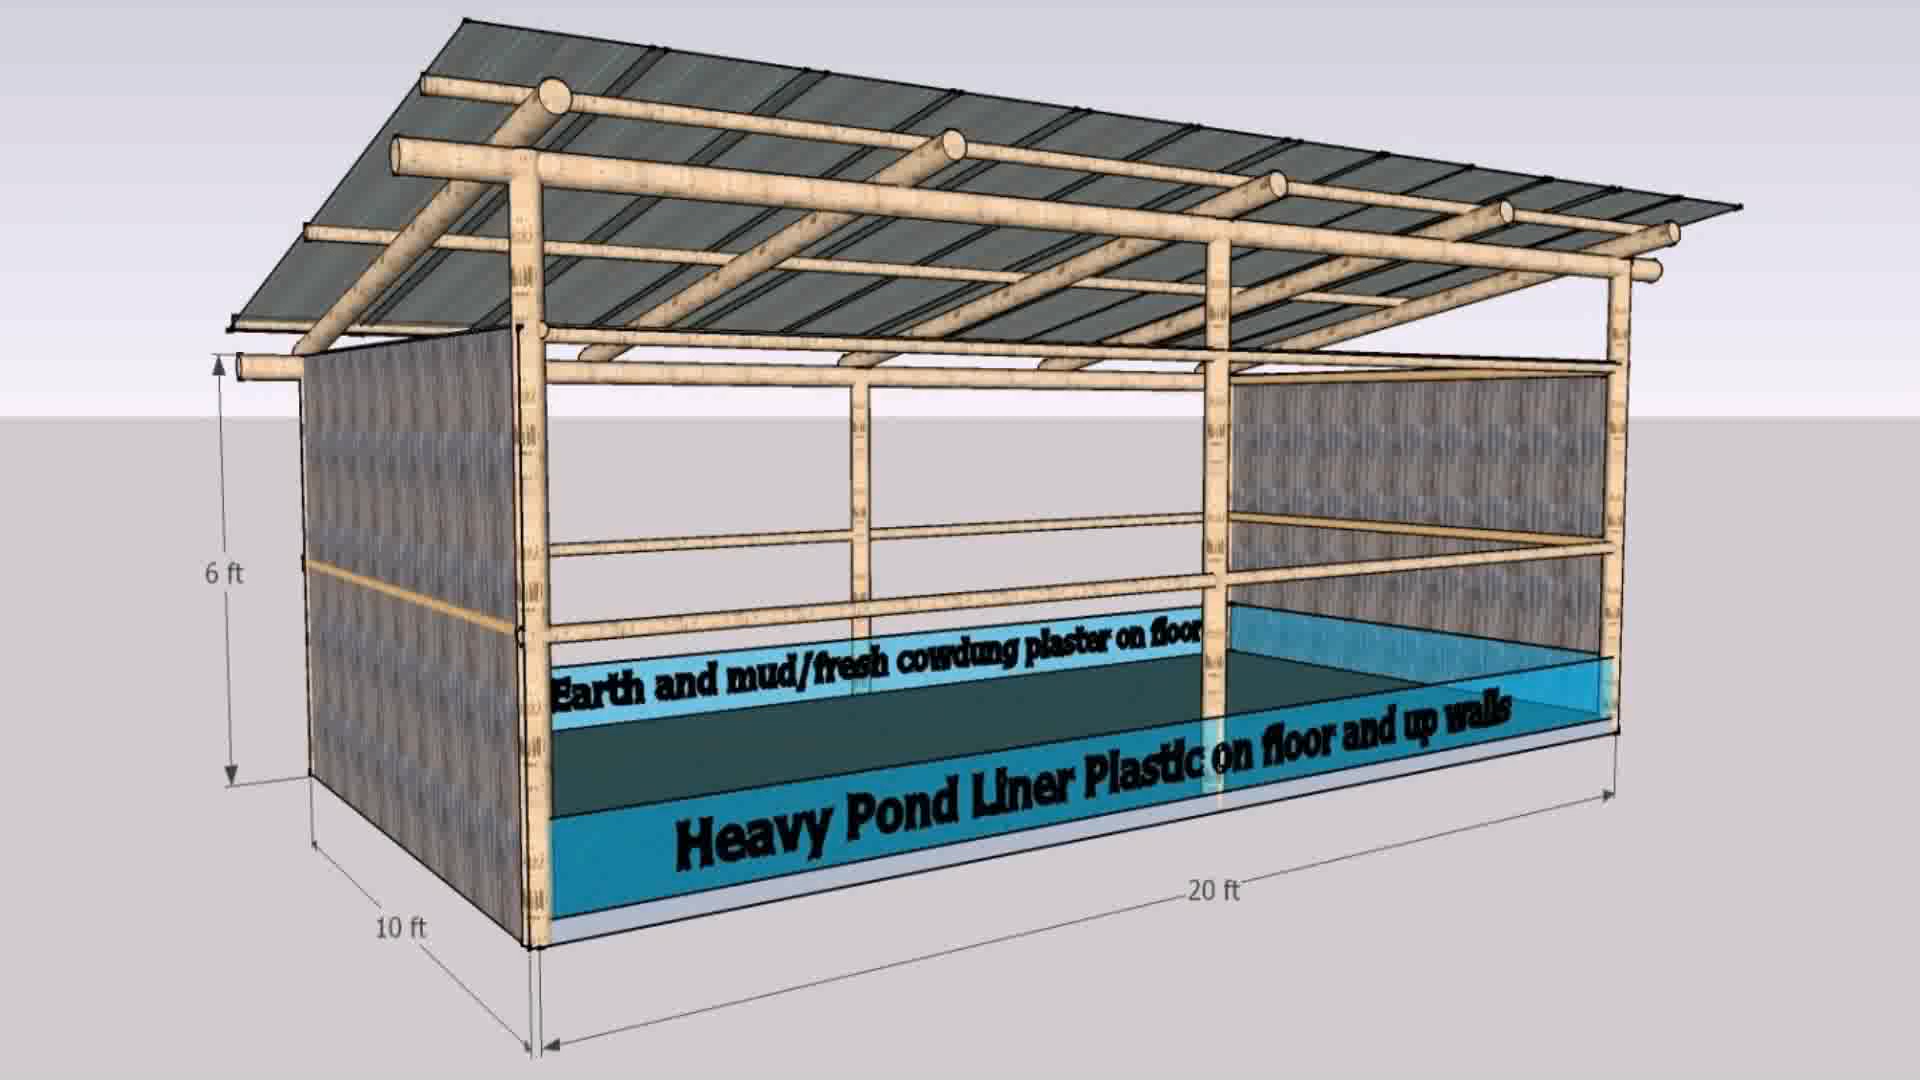 6 ft
Earth and mud/fresh cowdung plaster on floor
Heavy Pond Liner Plastic on floor and up walls
20 ft
10 ft